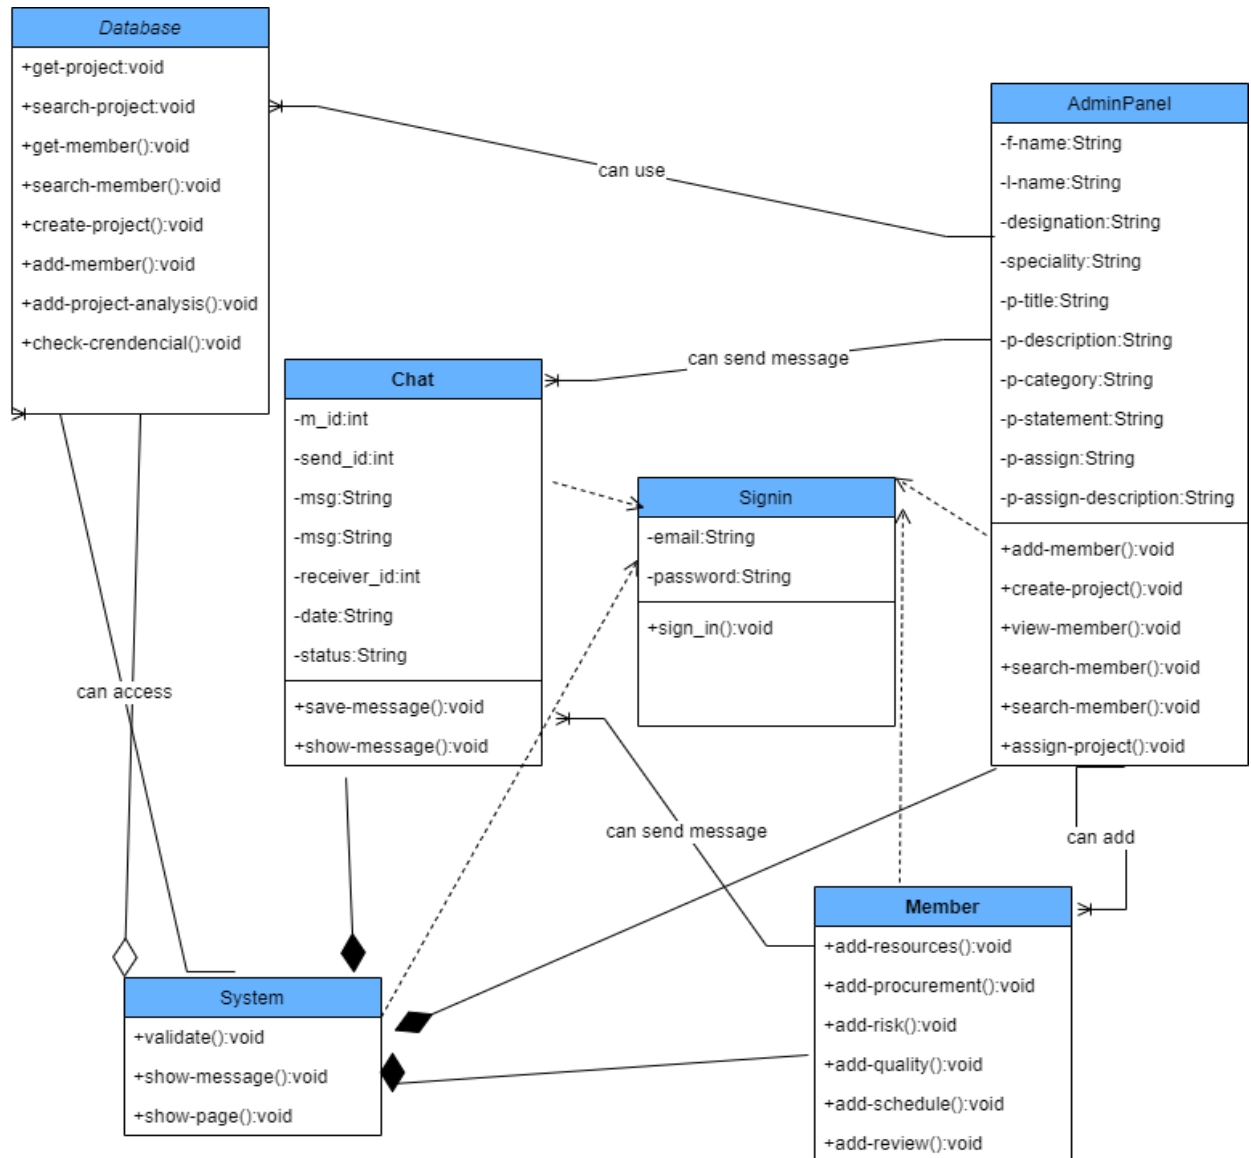 Database
+get-project:void
+search-project:void
+get-member():void
+search-member():void
+create-project():void
+add-member():void
+add-project-analysis():void
+check-crendencial():void
can use
AdminPanel
-f-name:String
-l-name:String
-designation:String
-speciality:String
-p-title:String
-p-description:String
-p-category:String
-p-statement:String
-p-assign:String
-p-assign-description:String
+add-member():void
+create-project():void
+view-member():void
+search-member():void
+search-member():void
+assign-project():void
can send message
Chat
-m_id:int
-send_id:int
-msg:String
-msg:String
-receiver_id:int
-date:String
-status:String
+save-message():void
+show-message():void
Signin
-email:String
-password:String
+sign_in():void
can access
can send message
can add
Member
+add-resources():void
+add-procurement():void
+add-risk():void
+add-quality():void
+add-schedule():void
+add-review():void
System
+validate():void
+show-message():void
+show-page():void